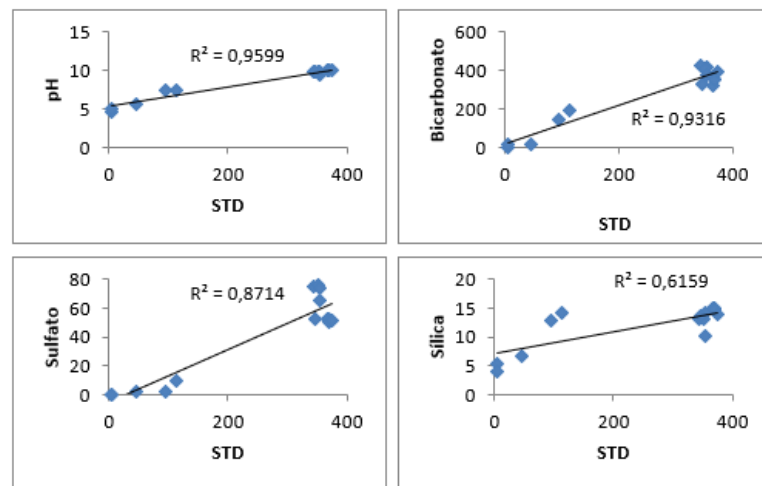 15
10
5
0
pH
R² = 0,9599
0 200 400
STD
600
400
200
0
Bicarbonato
R² = 0,9316
0 200 400
STD
80
60
40
20
0
Sulfato
R² = 0,8714
0 200 400
STD
20
15
10
5
0
Sílica
R² = 0,6159
0 200 400
STD